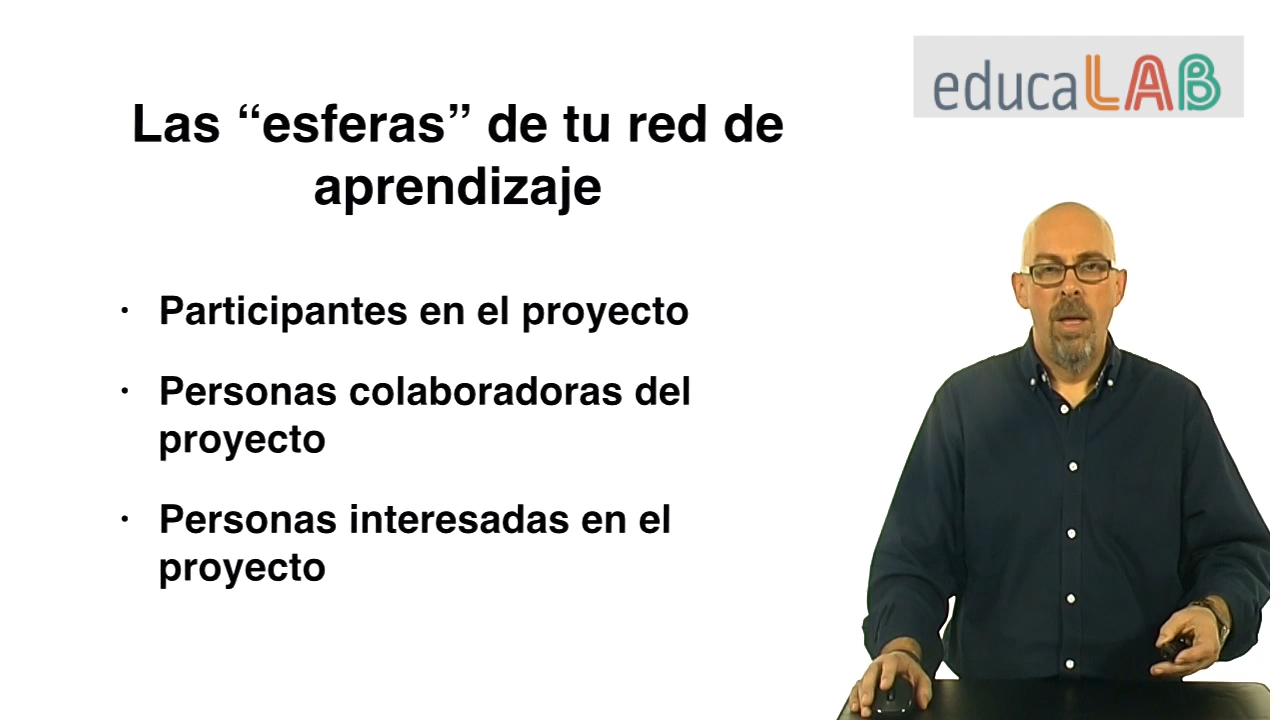 educaLAB
Las “esferas” de tu red de
aprendizaje
· Participantes en el proyecto
· Personas colaboradoras del
proyecto
· Personas interesadas en el
proyecto